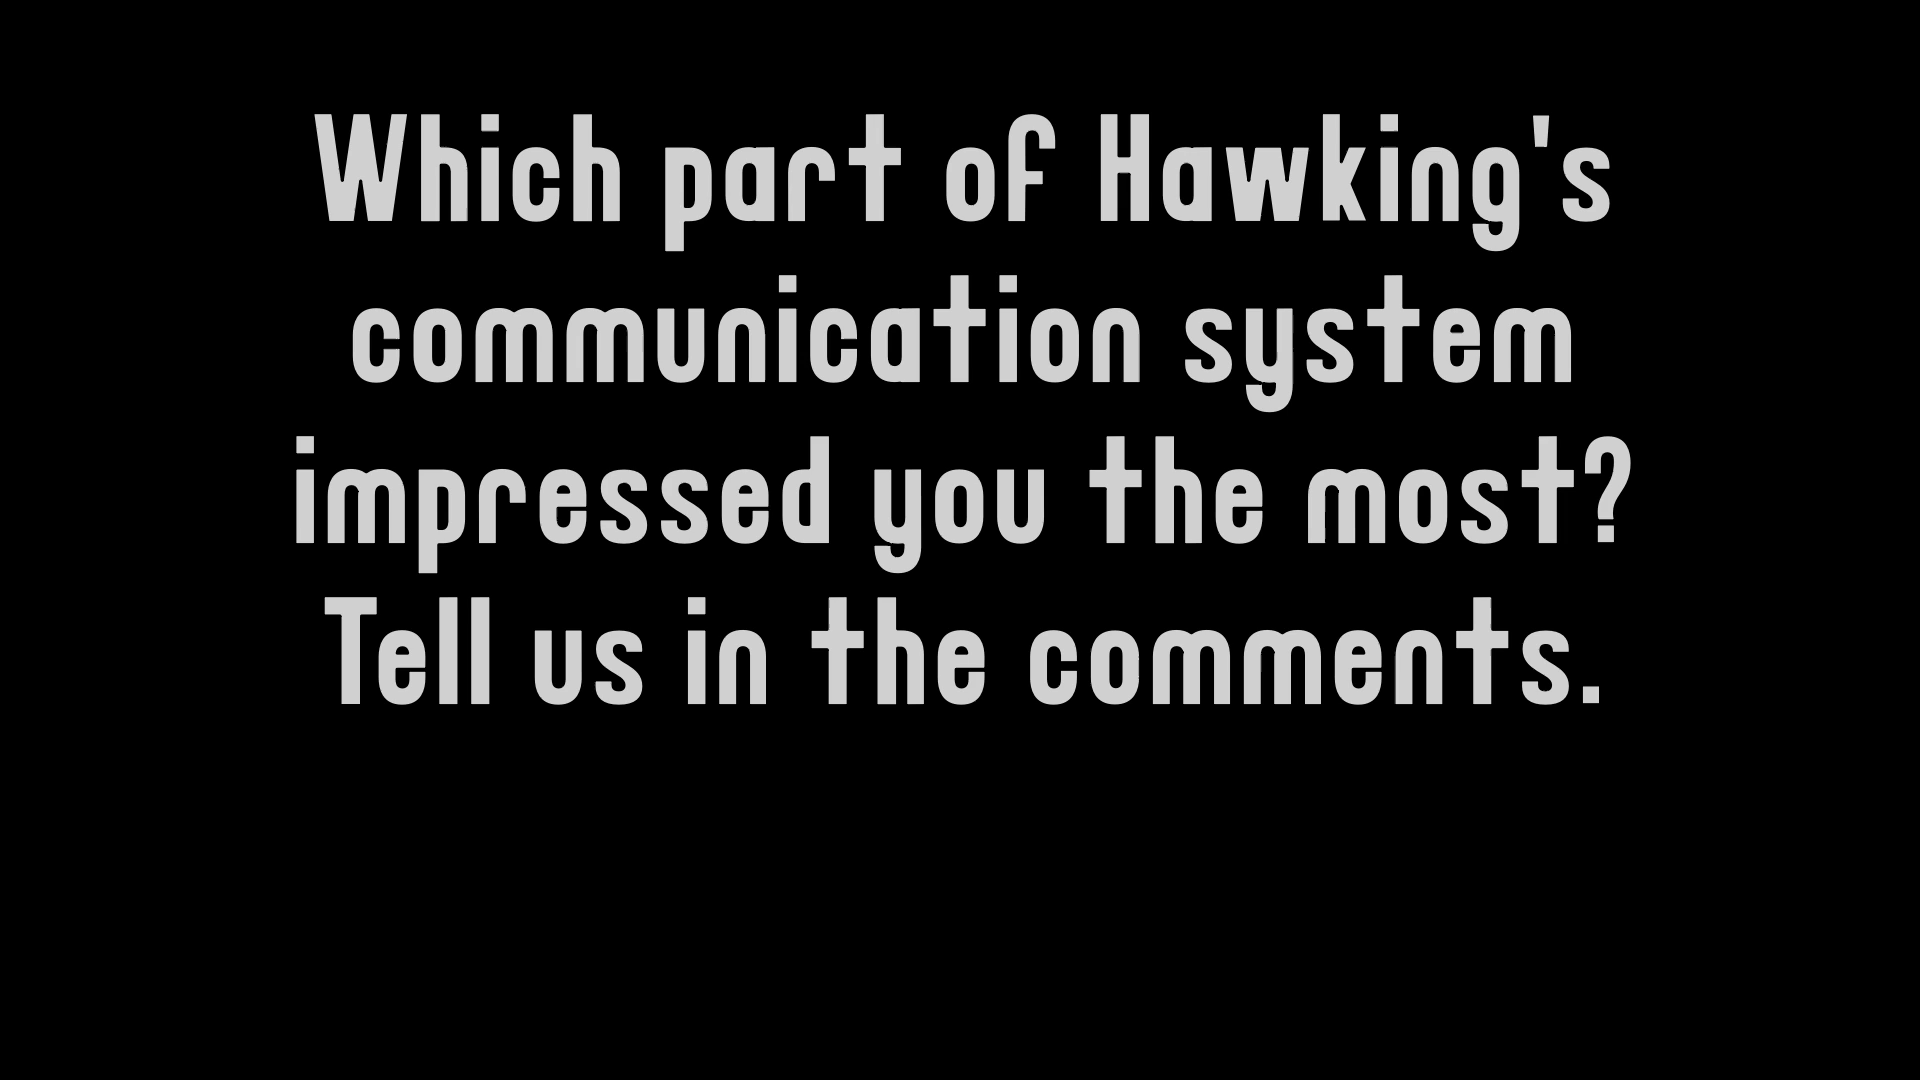 Which part of Hawking's
communication system
impressed you the most?
Tell us in the comments.